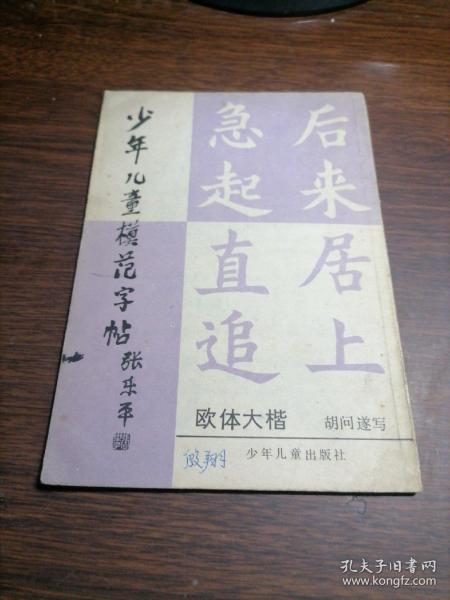 少年儿童模范字帖
张乐平
后来居上
急起直追
欧体大楷
胡问遂写
少年儿童出版社
孔夫子旧书网
www.kongfz.com